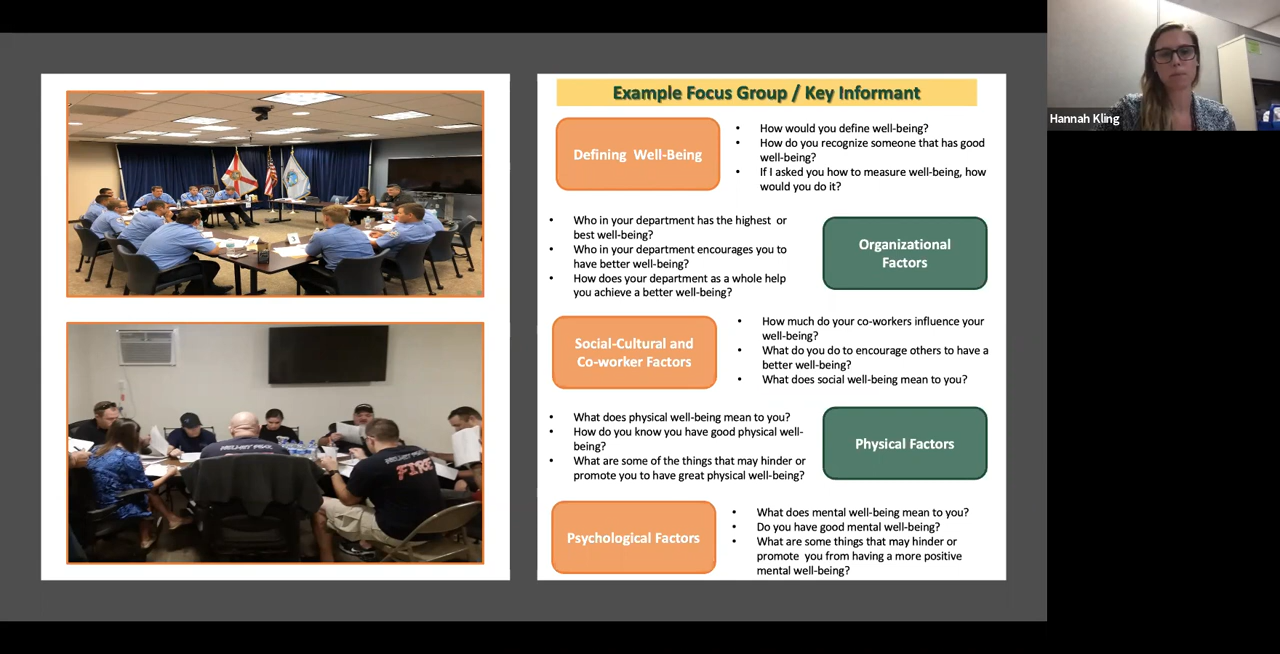 Example Focus Group / Key Informant
Defining Well-Being
• How would you define well-being?
• How do you recognize someone that has good
well-being?
• If I asked you how to measure well-being, how
would you do it?
• Who in your department has the highest or
best well-being?
• Who in your department encourages you to
have better well-being?
• How does your department as a whole help
you achieve a better well-being?
Organizational
Factors
Social-Cultural and
Co-worker Factors
• How much do your co-workers influence your
well-being?
• What do you do to encourage others to have a
better well-being?
• What does social well-being mean to you?
• What does physical well-being mean to you?
• How do you know you have good physical well-
being?
• What are some of the things that may hinder or
promote you to have great physical well-being?
Physical Factors
Psychological Factors
• What does mental well-being mean to you?
• Do you have good mental well-being?
• What are some things that may hinder or
promote you from having a more positive
mental well-being?
FIRE
Hannah Kling